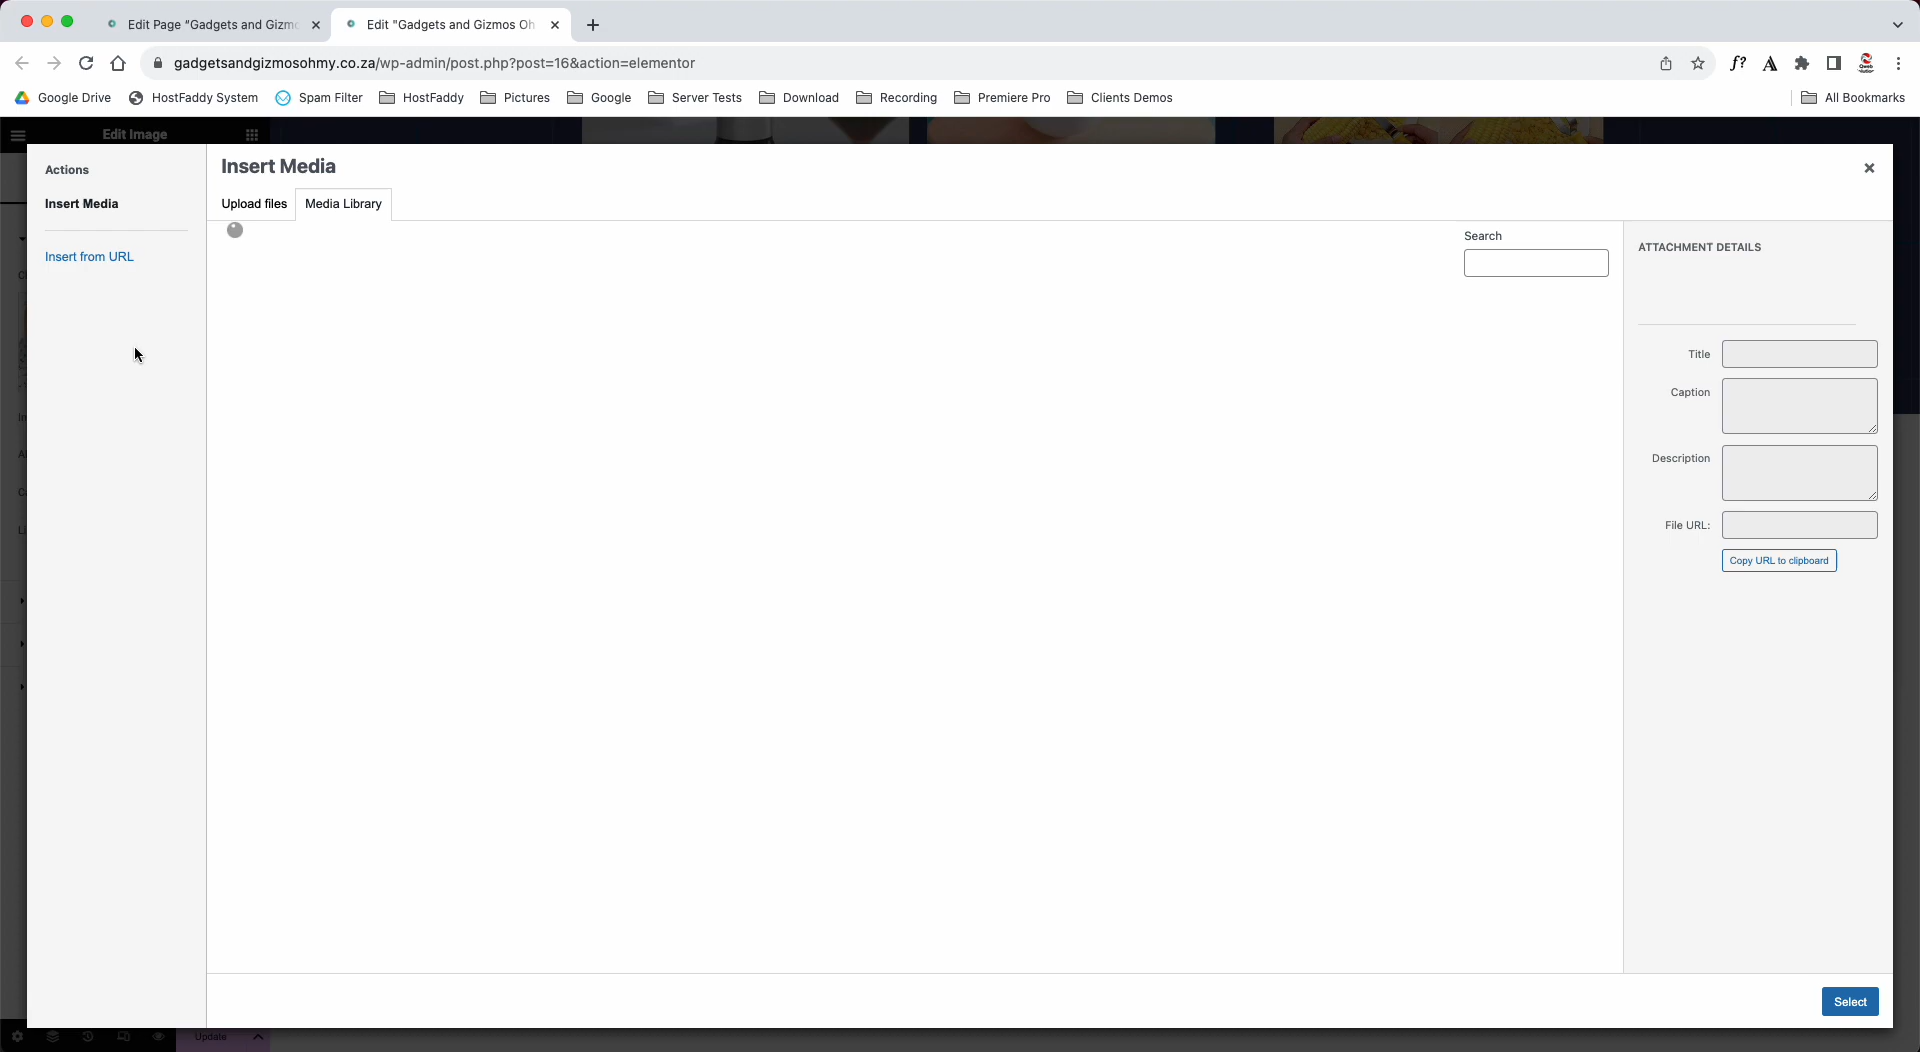 Edit Page "Gadgets and Gizmo
Edit "Gadgets and Gizmos Oh
gadgetsandgizmosohmy.co.za/wp-admin/post.php?post=16&action=elementor
f?
A
Google Drive
HostFaddy System
Spam Filter
HostFaddy
Pictures
Google
Server Tests
Download
Recording
Premiere Pro
Clients Demos
All Bookmarks
Edit Image
Actions
Insert Media
Insert from URL
Insert Media
Upload files
Media Library
Search
ATTACHMENT DETAILS
Title
Caption
Description
File URL:
Copy URL to clipboard
Select
Update